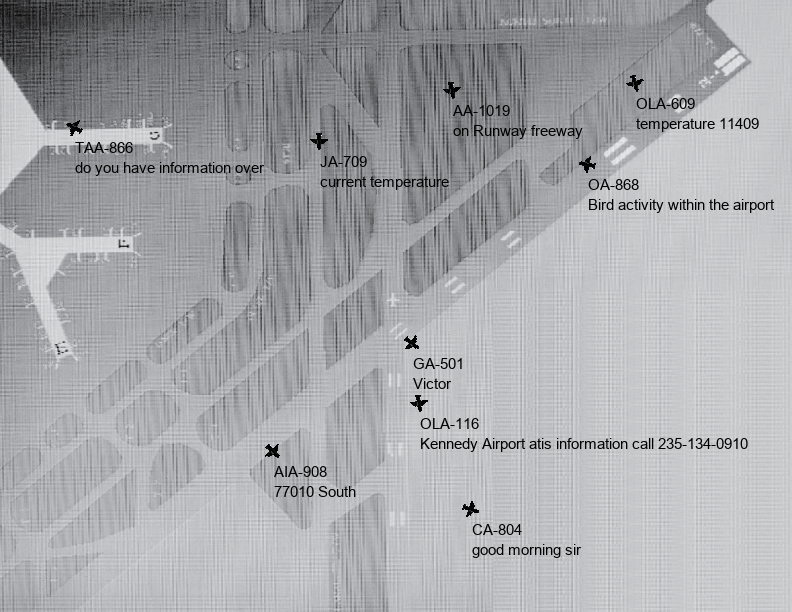 OLA-609
temperature 11409
AA-1019
on Runway freeway
TAA-866
do you have information over
JA-709
current temperature
OA-868
Bird activity within the airport
GA-501
Victor
OLA-116
Kennedy Airport atis information call 235-134-0910
AIA-908
77010 South
CA-804
good morning sir